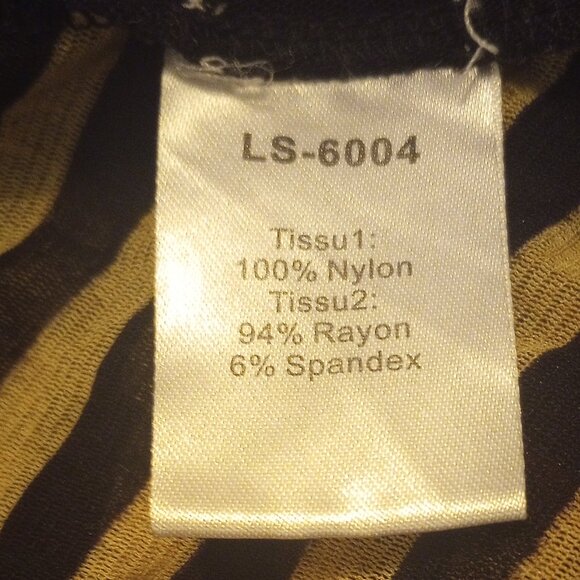 LS-6004
Tissu1:
100% Nylon
Tissu2:
94% Rayon
6% Spandex